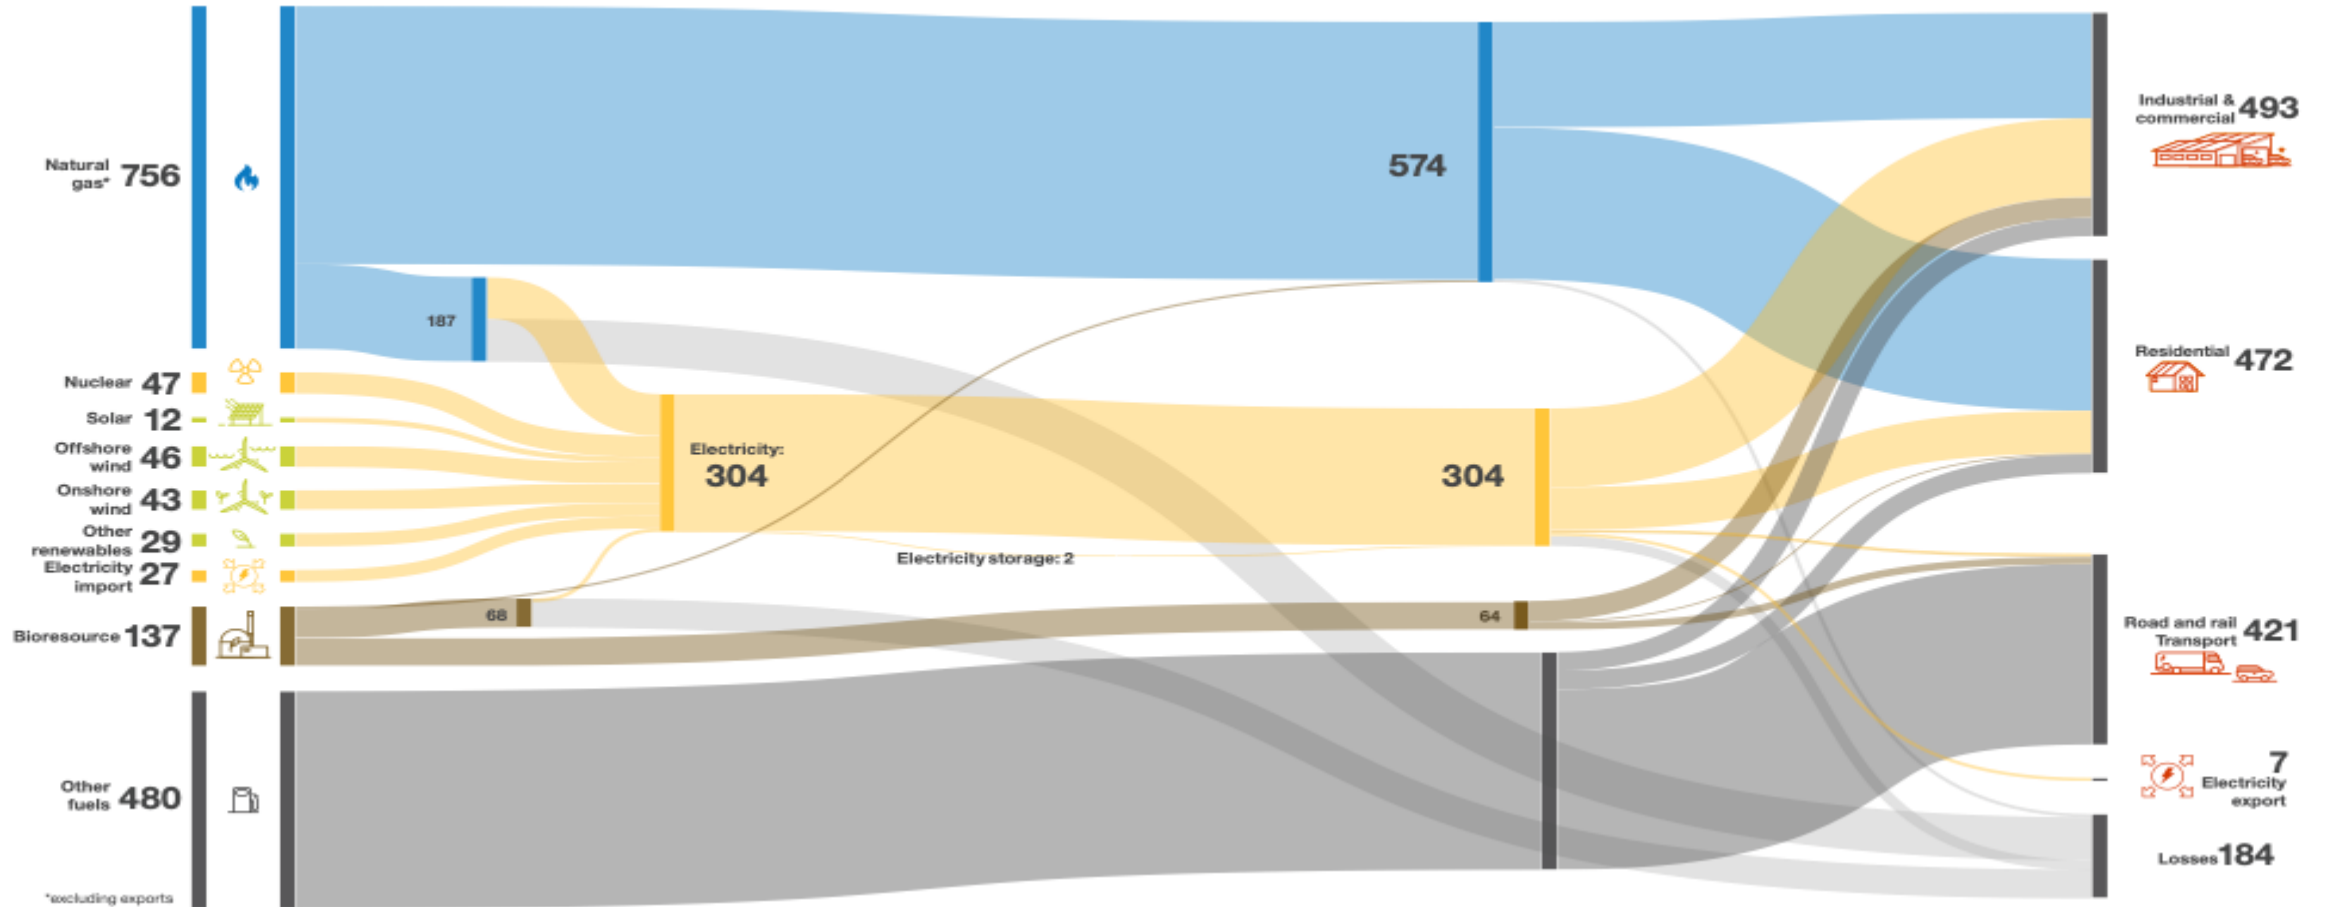 Natural
gas* 756
Nuclear 47
Solar 12
Offshore
wind 46
Onshore
wind 43
Other
renewables 29
Electricity
import 27
Bioresource 137
Other
fuels 480
*excluding exports
187
68
Electricity:
304
Electricity storage: 2
574
304
64
Industrial &
commercial 493
Residential 472
Road and rail
Transport 421
7
Electricity
export
Losses 184